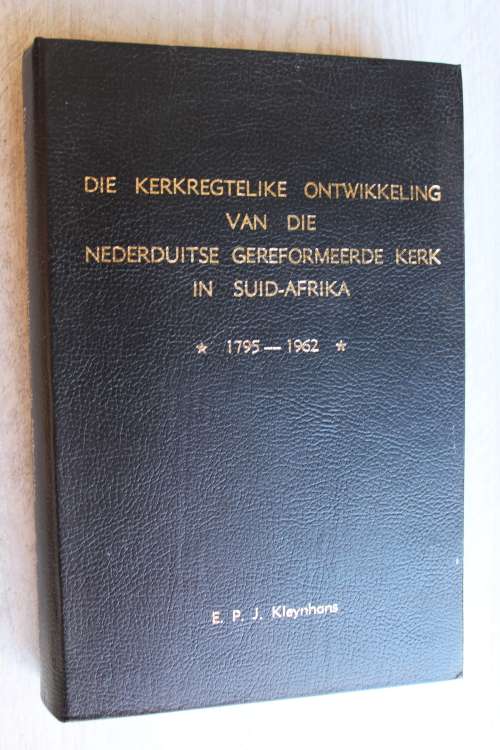 DIE KERKREGTELIKE ONTWIKKELING
VAN DIE
NEDERDUITSE GEREFORMEERDE KERK
IN SUID-AFRIKA
* 1795 — 1962 *
E. P. J. Kleynhans